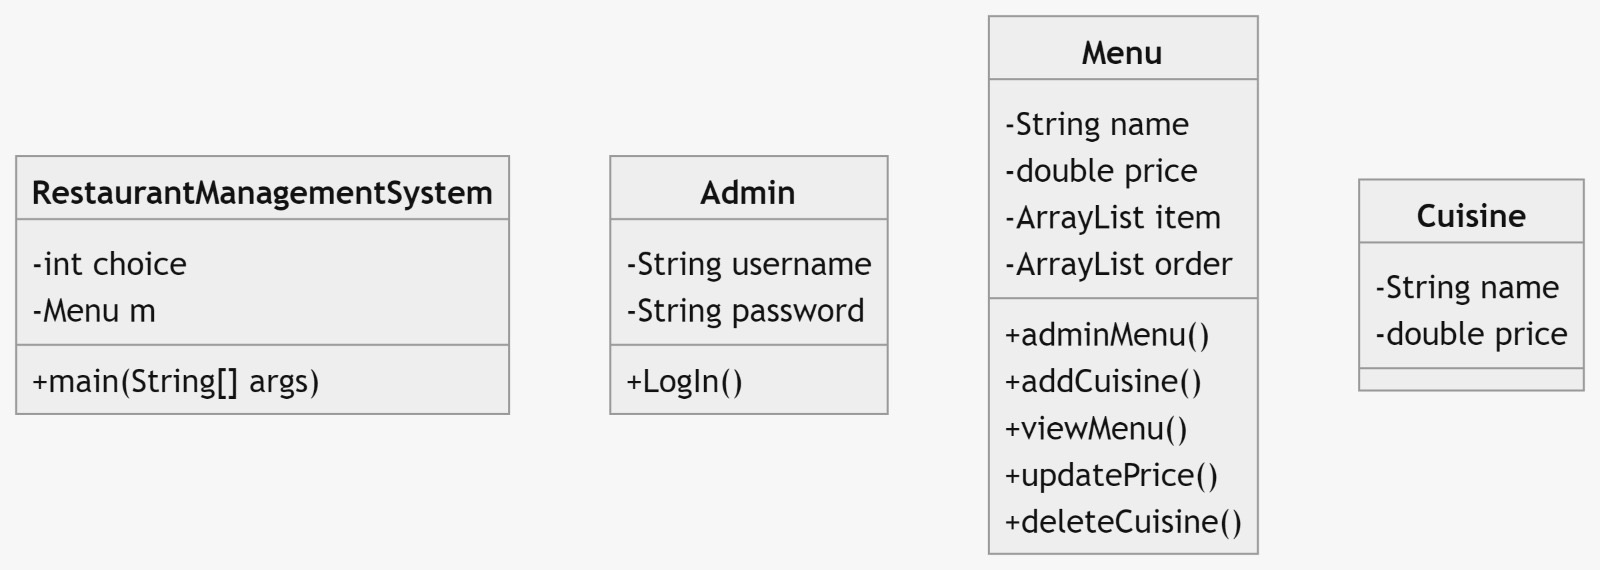 RestaurantManagementSystem
-int choice
-Menu m
+main(String[] args)
Admin
-String username
-String password
+LogIn()
Menu
-String name
-double price
-ArrayList item
-ArrayList order
+adminMenu()
+addCuisine()
+viewMenu()
+updatePrice()
+deleteCuisine()
Cuisine
-String name
-double price